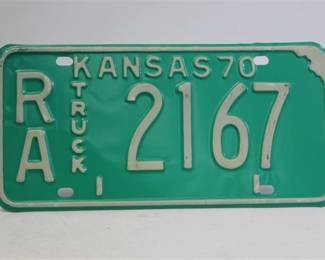 KANSAS 70
RA
TRUCK
2167
I L